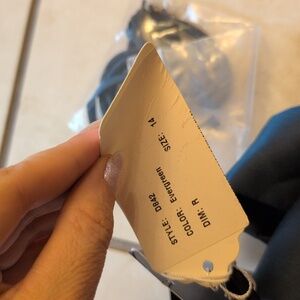 STYLE: D842
COLOR: Evergreen
DIM: R
SIZE: 14